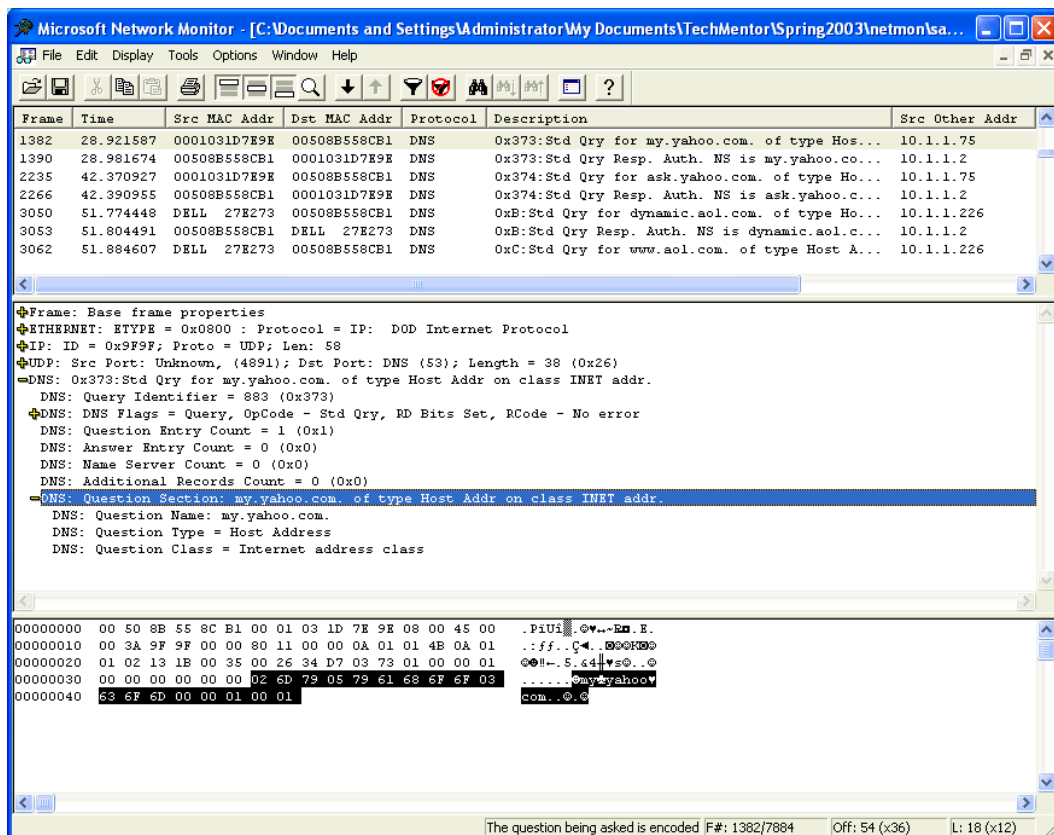 Microsoft Network Monitor - [C:\Documents and Settings\Administrator\My Documents\TechMentor\Spring2003\netmon\sa...
File Edit Display Tools Options Window Help
Frame Time Src MAC Addr Dst MAC Addr Protocol Description Src Other Addr
1382 28.921587 0001031D7E9E 00508B558CB1 DNS 0x373:Std Qry for my.yahoo.com. of type Hos... 10.1.1.75
1390 28.981674 00508B558CB1 0001031D7E9E DNS 0x373:Std Qry Resp. Auth. NS is my.yahoo.co... 10.1.1.2
2235 42.370927 0001031D7E9E 00508B558CB1 DNS 0x374:Std Qry for ask.yahoo.com. of type Ho... 10.1.1.75
2266 42.390955 00508B558CB1 0001031D7E9E DNS 0x374:Std Qry Resp. Auth. NS is ask.yahoo.c... 10.1.1.2
3050 51.774448 DELL 27E273 00508B558CB1 DNS 0xB:Std Qry for dynamic.aol.com. of type Ho... 10.1.1.226
3053 51.804491 00508B558CB1 DELL 27E273 DNS 0xB:Std Qry Resp. Auth. NS is dynamic.aol.c... 10.1.1.2
3062 51.884607 DELL 27E273 00508B558CB1 DNS 0xC:Std Qry for www.aol.com. of type Host A... 10.1.1.226
Frame: Base frame properties
ETHERNET: ETYPE = 0x0800 : Protocol = IP: DOD Internet Protocol
IP: ID = 0x9F9F; Proto = UDP; Len: 58
UDP: Src Port: Unknown, (4891); Dst Port: DNS (53); Length = 38 (0x26)
DNS: 0x373:Std Qry for my.yahoo.com. of type Host Addr on class INET addr.
DNS: Query Identifier = 883 (0x373)
DNS: DNS Flags = Query, OpCode - Std Qry, RD Bits Set, RCode - No error
DNS: Question Entry Count = 1 (0x1)
DNS: Answer Entry Count = 0 (0x0)
DNS: Name Server Count = 0 (0x0)
DNS: Additional Records Count = 0 (0x0)
DNS: Question Section: my.yahoo.com. of type Host Addr on class INET addr.
DNS: Question Name: my.yahoo.com.
DNS: Question Type = Host Address
DNS: Question Class = Internet address class
00000000 00 50 8B 55 8C B1 00 01 03 1D 7E 9E 08 00 45 00 .PïUî▒.☺♥↔~R◘.E.
00000010 00 3A 9F 9F 00 00 80 11 00 00 0A 01 01 4B 0A 01 .:ƒƒ..Ç◄..◙☺☺K◙☺
00000020 01 02 13 1B 00 35 00 26 34 D7 03 73 01 00 00 01 ☺☻‼←.5.&4╫♥s☺..☺
00000030 00 00 00 00 00 00 02 6D 79 05 79 61 68 6F 6F 03 ......☻my♣yahoo♥
00000040 63 6F 6D 00 00 01 00 01 com..☺.☺
The question being asked is encoded F#: 1382/7884 Off: 54 (x36) L: 18 (x12)